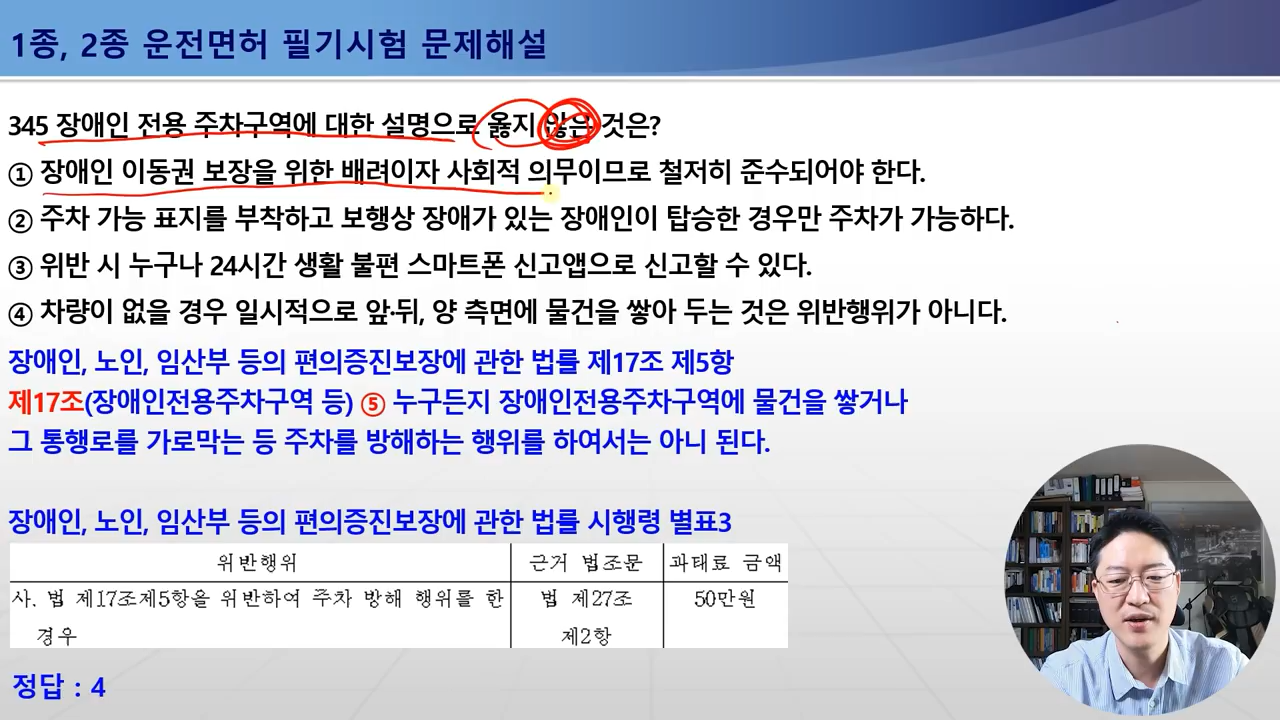 1종, 2종 운전면허 필기시험 문제해설
345 장애인 전용 주차구역에 대한 설명으로 옳지 않은 것은?
① 장애인 이동권 보장을 위한 배려이자 사회적 의무이므로 철저히 준수되어야 한다.
② 주차 가능 표지를 부착하고 보행상 장애가 있는 장애인이 탑승한 경우만 주차가 가능하다.
③ 위반 시 누구나 24시간 생활 불편 스마트폰 신고앱으로 신고할 수 있다.
④ 차량이 없을 경우 일시적으로 앞·뒤, 양 측면에 물건을 쌓아 두는 것은 위반행위가 아니다.
장애인, 노인, 임산부 등의 편의증진보장에 관한 법률 제17조 제5항
제17조(장애인전용주차구역 등) ⑤ 누구든지 장애인전용주차구역에 물건을 쌓거나
그 통행로를 가로막는 등 주차를 방해하는 행위를 하여서는 아니 된다.
장애인, 노인, 임산부 등의 편의증진보장에 관한 법률 시행령 별표3
위반행위 근거 법조문 과태료 금액
사. 법 제17조제5항을 위반하여 주차 방해 행위를 한 법 제27조 50만원
경우 제2항
정답 : 4